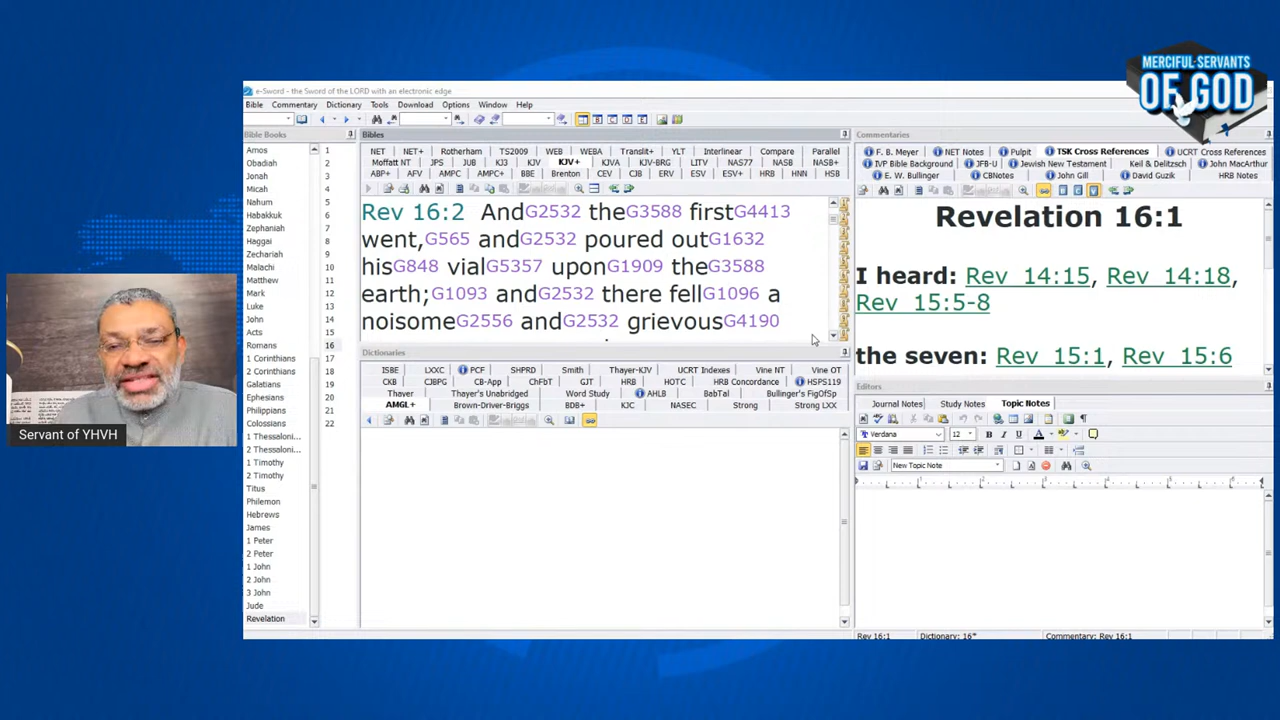 MERCIFUL-SERVANTS
OF GOD
e-Sword - the Sword of the LORD with an electronic edge
Bible Commentary Dictionary Tools Download Options Window Help
Bible Books
Amos
Obadiah
Jonah
Micah
Nahum
Habakkuk
Zephaniah
Haggai
Zechariah
Malachi
Matthew
Mark
Luke
John
Acts
Romans
1 Corinthians
2 Corinthians
Galatians
Ephesians
Philippians
Colossians
1 Thessaloni...
2 Thessaloni...
1 Timothy
2 Timothy
Titus
Philemon
Hebrews
James
1 Peter
2 Peter
1 John
2 John
3 John
Jude
Revelation
1
2
3
4
5
6
7
8
9
10
11
12
13
14
15
16
17
18
19
20
21
22
Bibles
NET NET+ Rotherham TS2009 WEB WEBA Translit+ YLT Interlinear Compare Parallel
Moffatt NT JPS JUB KJ3 KJV KJV+ KJVA KJV-BRG LITV NAS77 NASB NASB+
ABP+ AFV AMPC AMPC+ BBE Brenton CEV CJB ERV ESV ESV+ HRB HNN HSB
Rev 16:2 AndG2532 theG3588 firstG4413
went,G565 andG2532 poured outG1632
hisG848 vialG5357 uponG1909 theG3588
earth;G1093 andG2532 there fellG1096 a
noisomeG2556 andG2532 grievousG4190
Dictionaries
ISBE LXXC PCF SHPRD Smith Thayer-KJV UCRT Indexes Vine NT Vine OT
CKB CJBPG CB-App ChFbT GIT HRB HOTC HRB Concordance HSPS119
Thayer Thayer's Unabridged Word Study AHLB BabTal Bullinger's FigOfSp
AMGL+ Brown-Driver-Briggs BDB+ KJC NASEC Strong Strong LXX
Commentaries
F. B. Meyer NET Notes Pulpit TSK Cross References UCRT Cross References
IVP Bible Background JFB-U Jewish New Testament Keil & Delitzsch John MacArthur
E. W. Bullinger CBNotes John Gill David Guzik HRB Notes
Revelation 16:1
I heard: Rev 14:15, Rev 14:18,
Rev 15:5-8
the seven: Rev 15:1, Rev 15:6
Editors
Journal Notes Study Notes Topic Notes
Verdana 12 B I U A
New Topic Note
Rev 16:1 Dictionary: 16* Commentary: Rev 16:1
Servant of YHVH